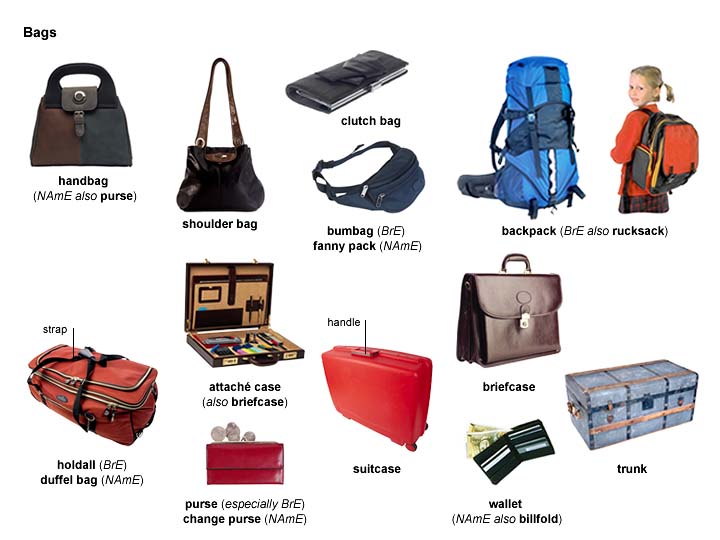 Bags
handbag
(NAmE also purse)
shoulder bag
clutch bag
bumbag (BrE)
fanny pack (NAmE)
backpack (BrE also rucksack)
strap
holdall (BrE)
duffel bag (NAmE)
attaché case
(also briefcase)
purse (especially BrE)
change purse (NAmE)
handle
suitcase
briefcase
wallet
(NAmE also billfold)
trunk